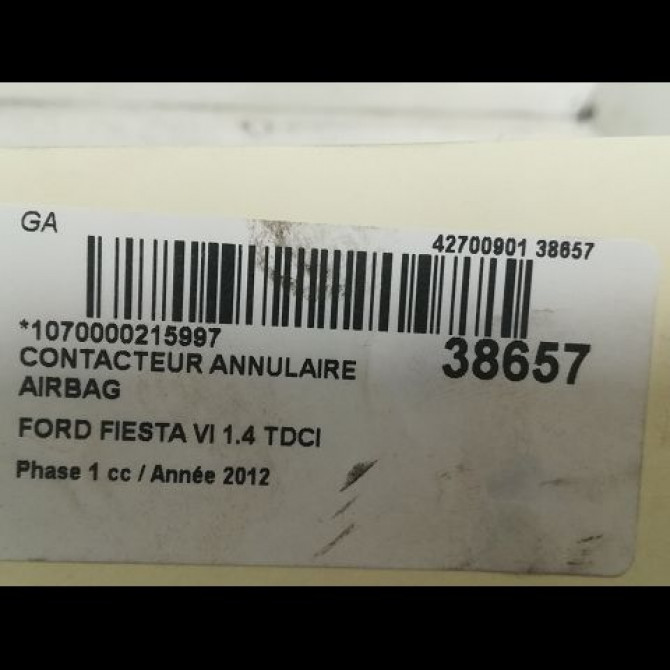 GA
42700901 38657
*1070000215997
38657
CONTACTEUR ANNULAIRE
AIRBAG
FORD FIESTA VI 1.4 TDCI
Phase 1 cc / Année 2012